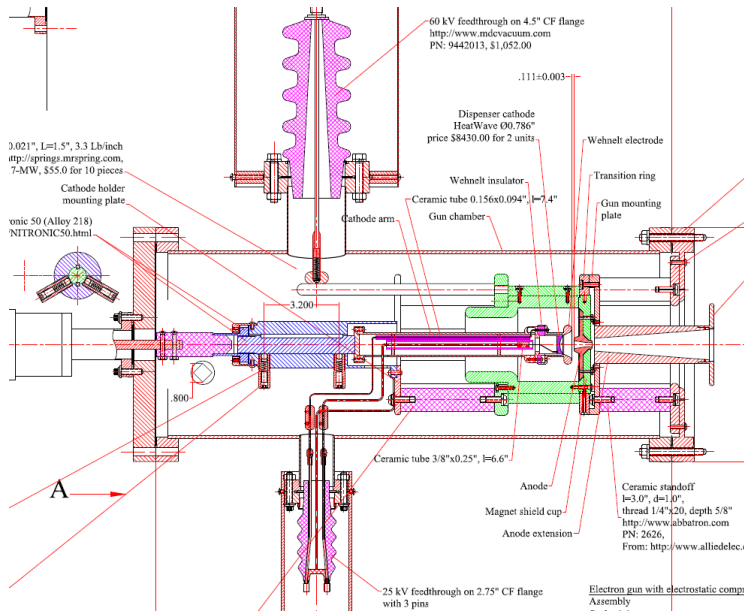 60 kV feedthrough on 4.5" CF flange
http://www.mdcvacuum.com
PN: 9442013, $1,052.00
.111±0.003
Dispenser cathode
HeatWave Ø0.786"
price $8430.00 for 2 units
Wehnelt electrode
0.021", L=1.5", 3.3 Lb/inch
http://springs.mrspring.com,
7-MW, $55.0 for 10 pieces
Cathode holder
mounting plate
Wehnelt insulator
Transition ring
Ceramic tube 0.156x0.094", l=7.4"
Gun mounting
plate
Cathode arm
Gun chamber
ronic 50 (Alloy 218)
/NITRONIC50.html
3.200
.800
Ceramic tube 3/8"x0.25", l=6.6"
A
Anode
Magnet shield cup
Anode extension
Ceramic standoff
l=3.0", d=1.0",
thread 1/4"x20, depth 5/8"
http://www.abbatron.com
PN: 2626,
From: http://www.alliedelec.
25 kV feedthrough on 2.75" CF flange
with 3 pins
Electron gun with electrostatic comp
Assembly